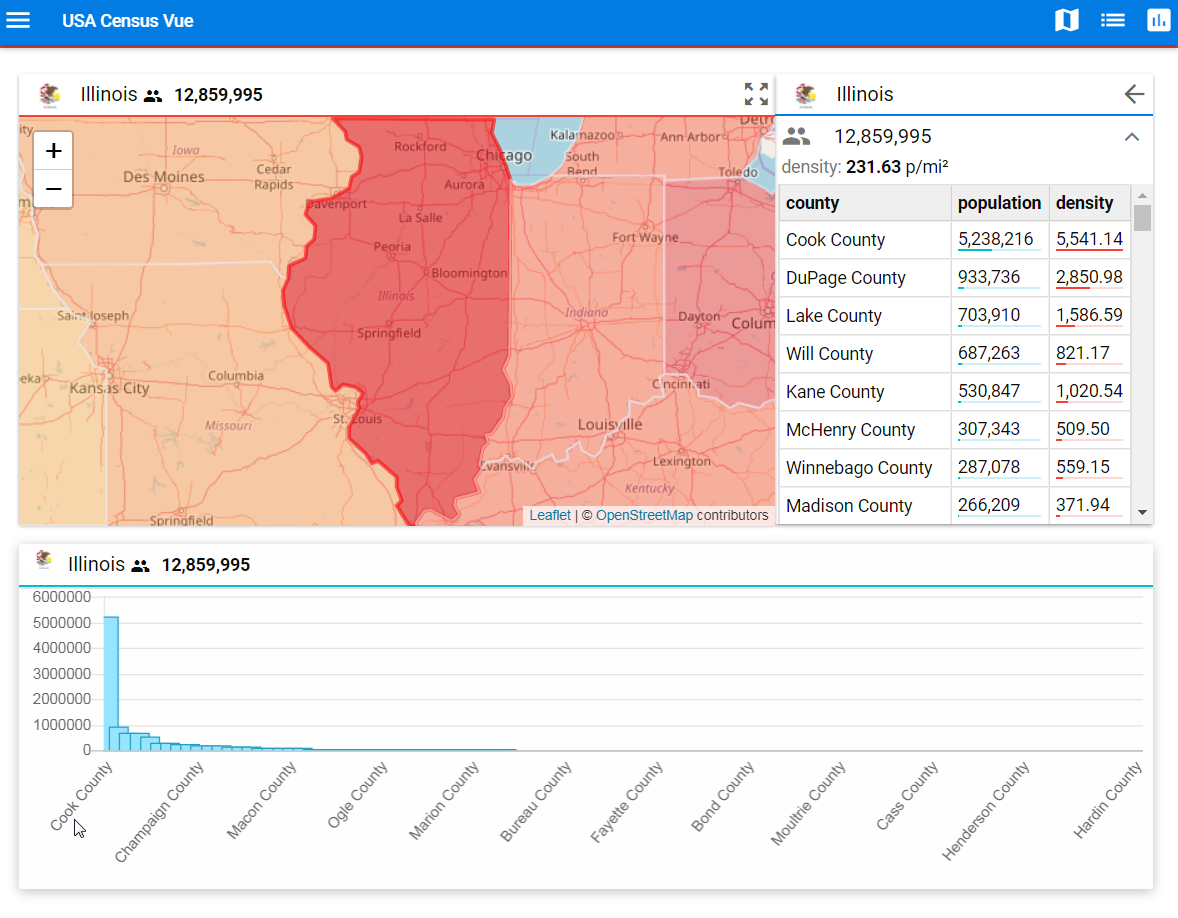 USA Census Vue
Illinois 12,859,995
Illinois
12,859,995
density: 231.63 p/mi²
county population density
Cook County 5,238,216 5,541.14
DuPage County 933,736 2,850.98
Lake County 703,910 1,586.59
Will County 687,263 821.17
Kane County 530,847 1,020.54
McHenry County 307,343 509.50
Winnebago County 287,078 559.15
Madison County 266,209 371.94
+
−
ity
Iowa
Des Moines
Cedar
Rapids
Rockford
Chicago
Aurora
Davenport
La Salle
Peoria
Bloomington
Illinois
Springfield
Kalamazoo
South
Bend
Ann Arbor
Detr
Toledo
Fort Wayne
Indiana
Dayton
Colum
Cincinnati
Saint Joseph
eka
Kansas City
Columbia
Missouri
St. Louis
Springfield
Louisville
Evansville
Lexington
Kentucky
Leaflet | © OpenStreetMap contributors
Illinois 12,859,995
6000000
5000000
4000000
3000000
2000000
1000000
0
Cook County
Champaign County
Macon County
Ogle County
Marion County
Bureau County
Fayette County
Bond County
Moultrie County
Cass County
Henderson County
Hardin County